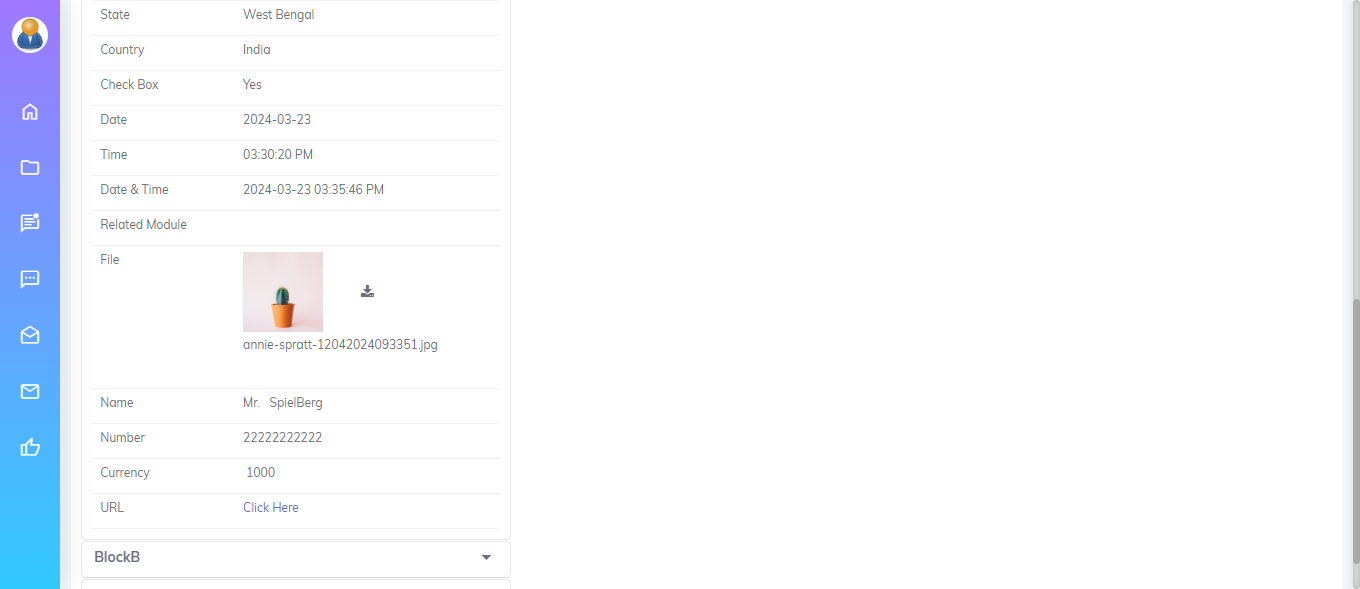 State West Bengal
Country India
Check Box Yes
Date 2024-03-23
Time 03:30:20 PM
Date & Time 2024-03-23 03:35:46 PM
Related Module
File
annie-spratt-12042024093351.jpg
Name Mr. SpielBerg
Number 22222222222
Currency 1000
URL Click Here
BlockB